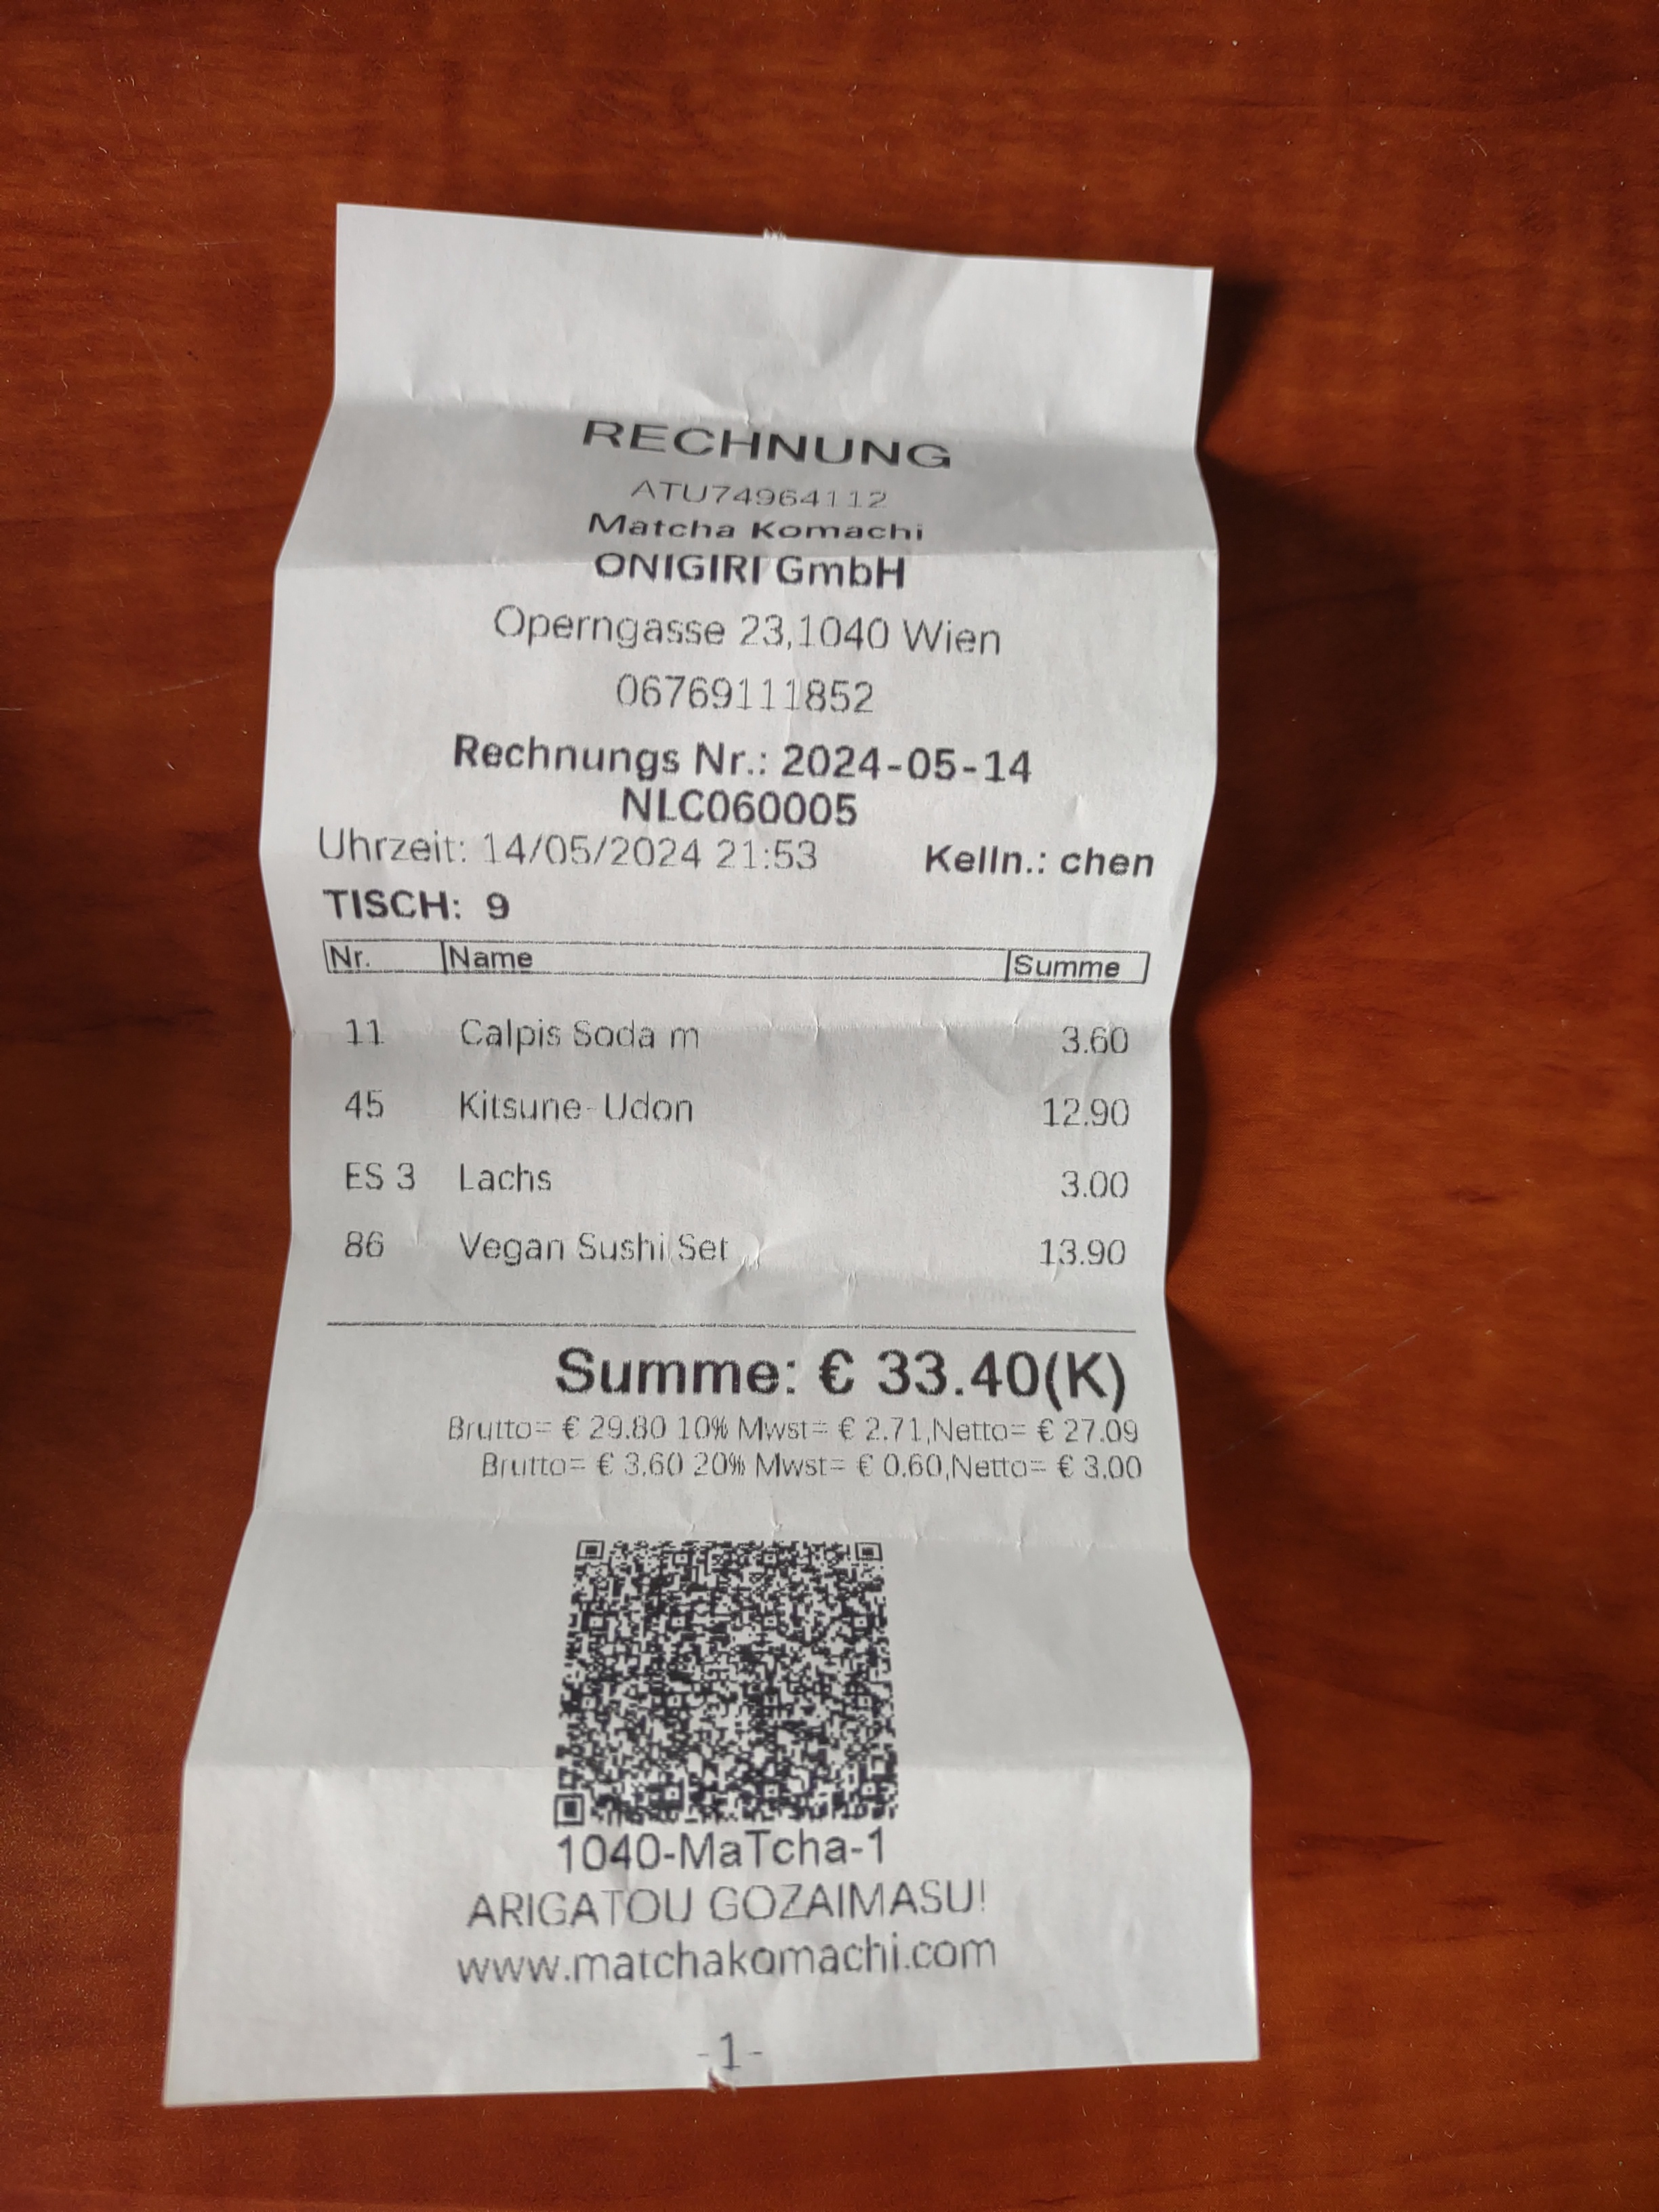 RECHNUNG
ATU74964112
Matcha Komachi
ONIGIRI GmbH
Operngasse 23,1040 Wien
06769111852
Rechnungs Nr.: 2024-05-14
NLC060005
Uhrzeit: 14/05/2024 21:53 Kelln.: chen
TISCH: 9
Nr. Name Summe
11 Calpis Soda m 3.60
45 Kitsune-Udon 12.90
ES 3 Lachs 3.00
86 Vegan Sushi Set 13.90
Summe: € 33.40(K)
Brutto= € 29.80 10% Mwst= € 2.71,Netto= € 27.09
Brutto= € 3.60 20% Mwst= € 0.60,Netto= € 3.00
1040-MaTcha-1
ARIGATOU GOZAIMASU!
www.matchakomachi.com
-1-